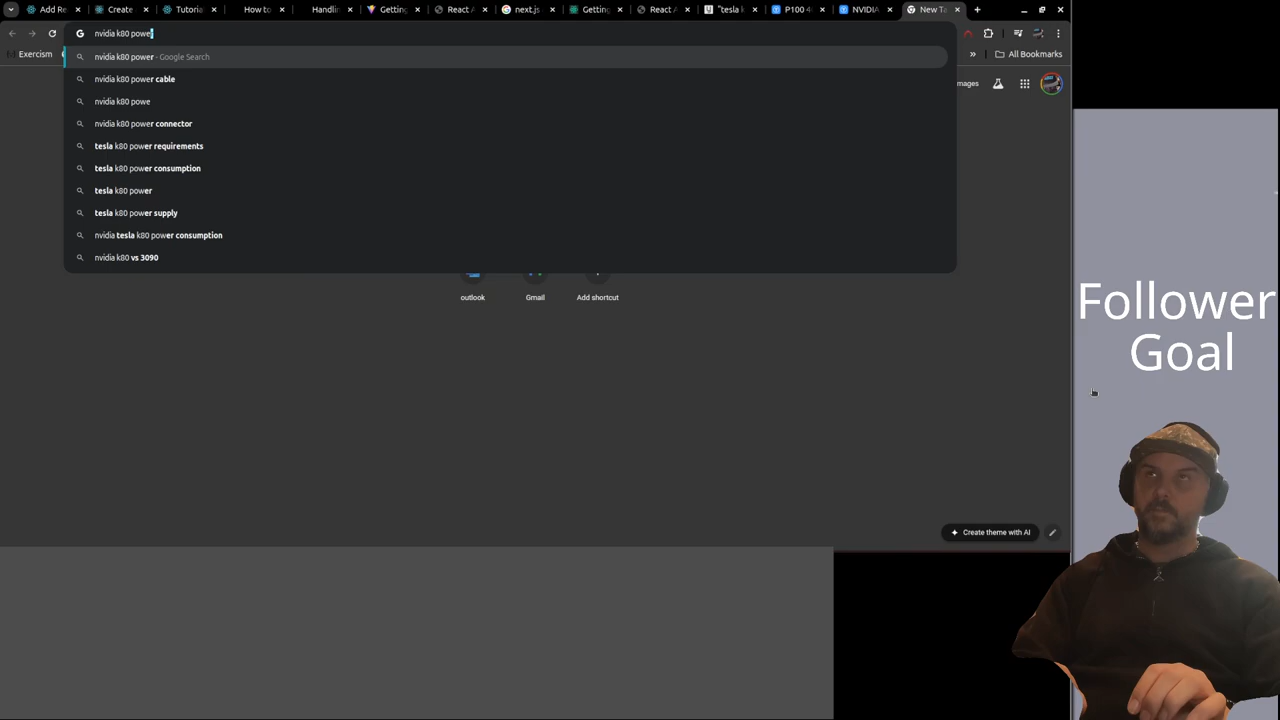 Add Re
Create
Tutoria
How to
Handlin
Getting
React A
next.js
Getting
React A
"tesla k
P100 4
NVIDIA
New Ta
nvidia k80 power
Exercism
All Bookmarks
nvidia k80 power - Google Search
nvidia k80 power cable
nvidia k80 powe
nvidia k80 power connector
tesla k80 power requirements
tesla k80 power consumption
tesla k80 power
tesla k80 power supply
nvidia tesla k80 power consumption
nvidia k80 vs 3090
mages
outlook
Gmail
Add shortcut
Create theme with AI
Follower
Goal